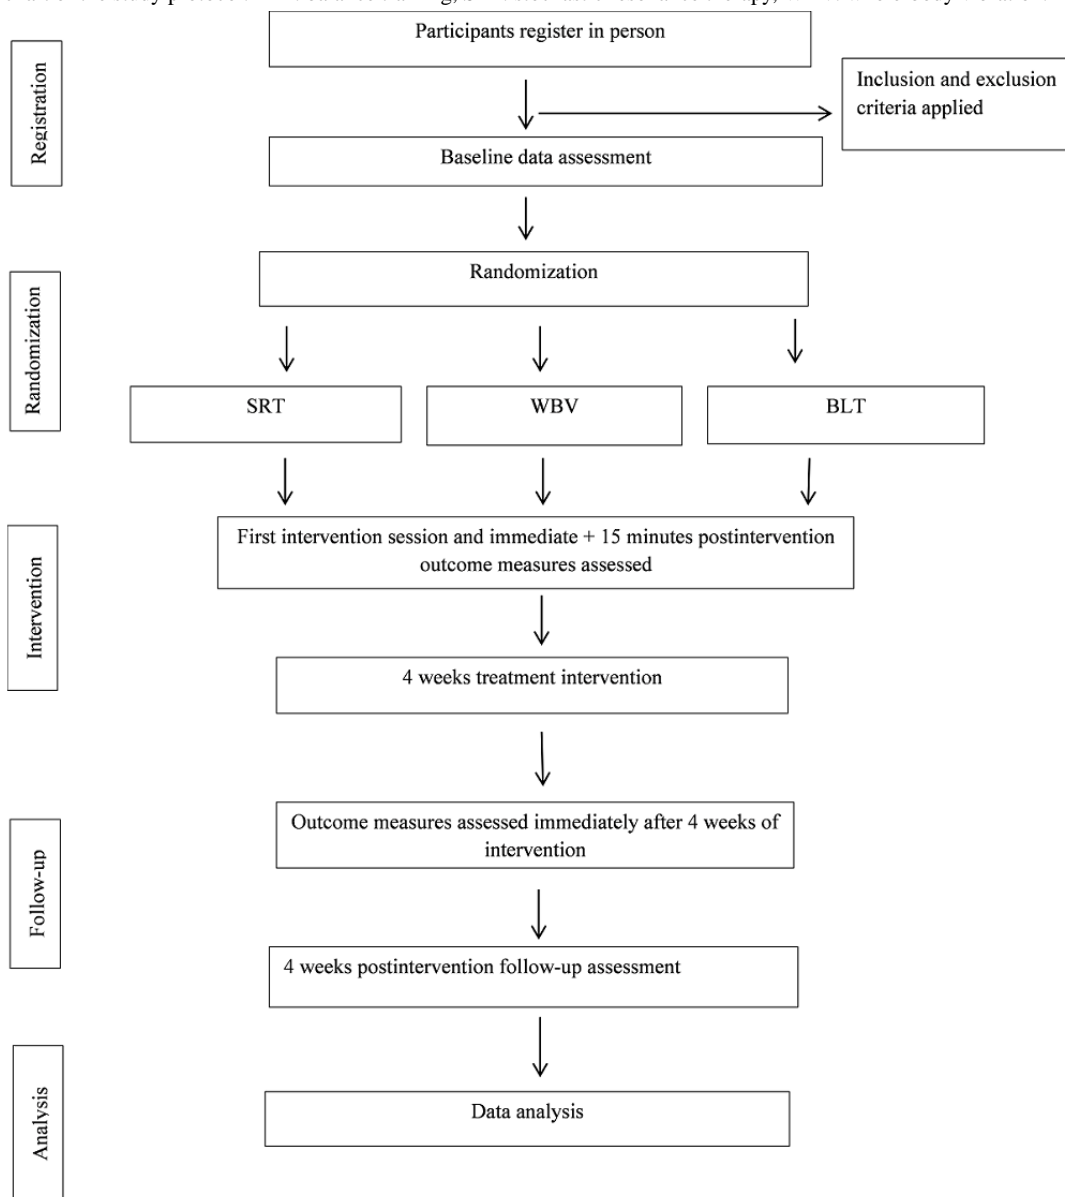 Participants register in person
Registration
Inclusion and exclusion
criteria applied
Baseline data assessment
Randomization
Randomization
SRT
WBV
BLT
Intervention
First intervention session and immediate + 15 minutes postintervention
outcome measures assessed
4 weeks treatment intervention
Follow-up
Outcome measures assessed immediately after 4 weeks of
intervention
4 weeks postintervention follow-up assessment
Analysis
Data analysis